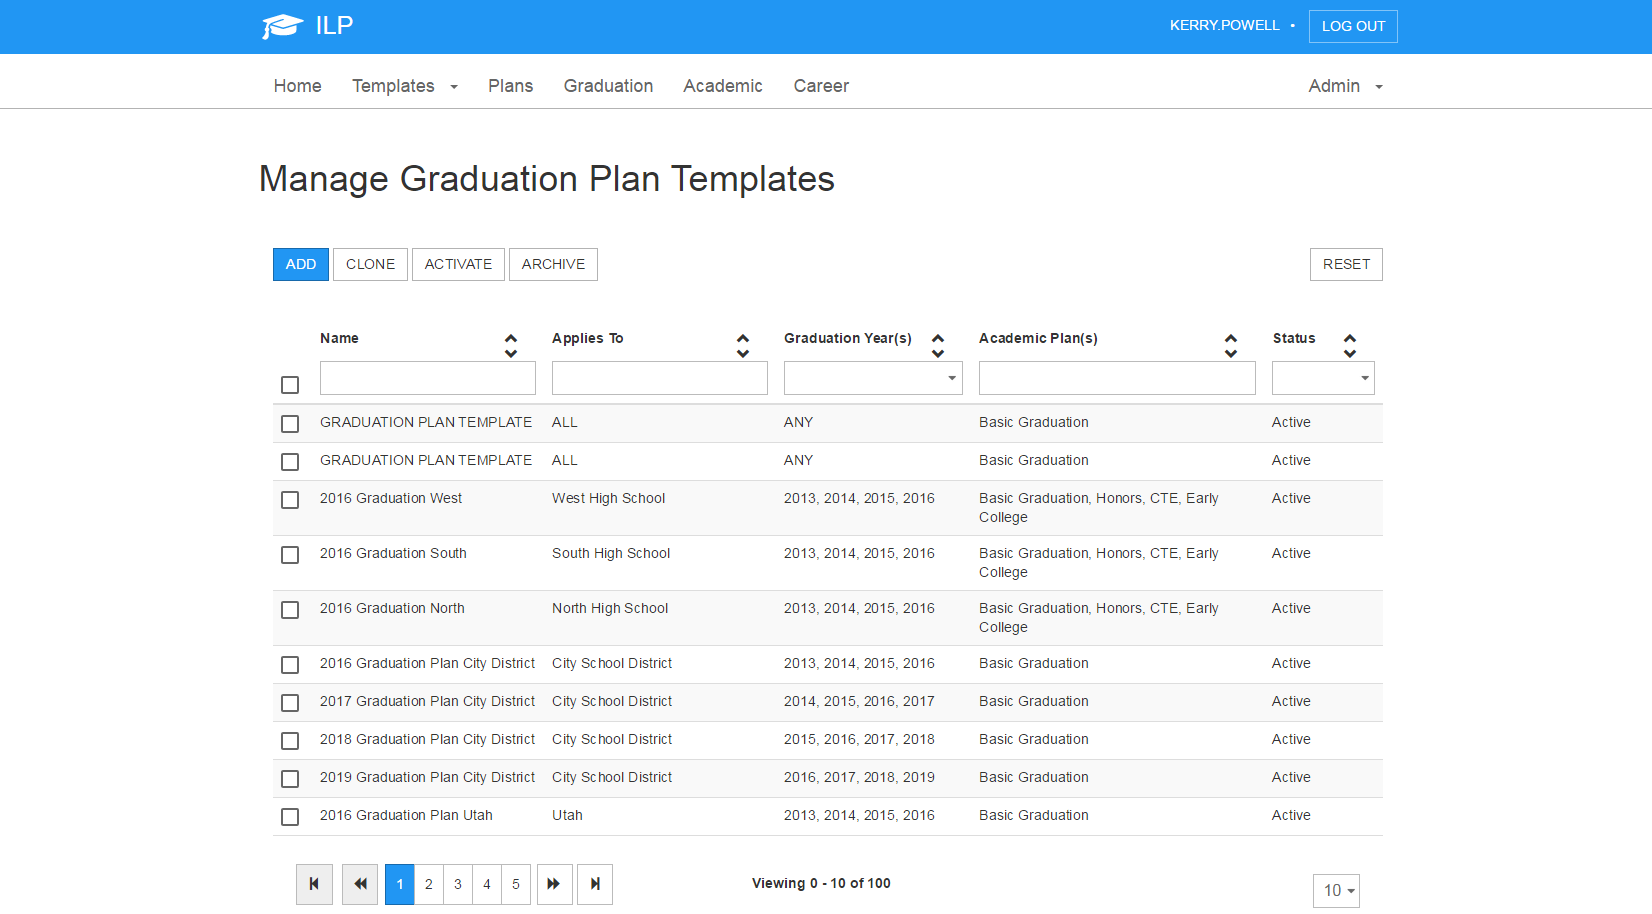 ILP
KERRY.POWELL • LOG OUT
Home Templates Plans Graduation Academic Career Admin
Manage Graduation Plan Templates
ADD CLONE ACTIVATE ARCHIVE RESET
Name Applies To Graduation Year(s) Academic Plan(s) Status
GRADUATION PLAN TEMPLATE ALL ANY Basic Graduation Active
GRADUATION PLAN TEMPLATE ALL ANY Basic Graduation Active
2016 Graduation West West High School 2013, 2014, 2015, 2016 Basic Graduation, Honors, CTE, Early Active
College
2016 Graduation South South High School 2013, 2014, 2015, 2016 Basic Graduation, Honors, CTE, Early Active
College
2016 Graduation North North High School 2013, 2014, 2015, 2016 Basic Graduation, Honors, CTE, Early Active
College
2016 Graduation Plan City District City School District 2013, 2014, 2015, 2016 Basic Graduation Active
2017 Graduation Plan City District City School District 2014, 2015, 2016, 2017 Basic Graduation Active
2018 Graduation Plan City District City School District 2015, 2016, 2017, 2018 Basic Graduation Active
2019 Graduation Plan City District City School District 2016, 2017, 2018, 2019 Basic Graduation Active
2016 Graduation Plan Utah Utah 2013, 2014, 2015, 2016 Basic Graduation Active
1 2 3 4 5 Viewing 0 - 10 of 100 10